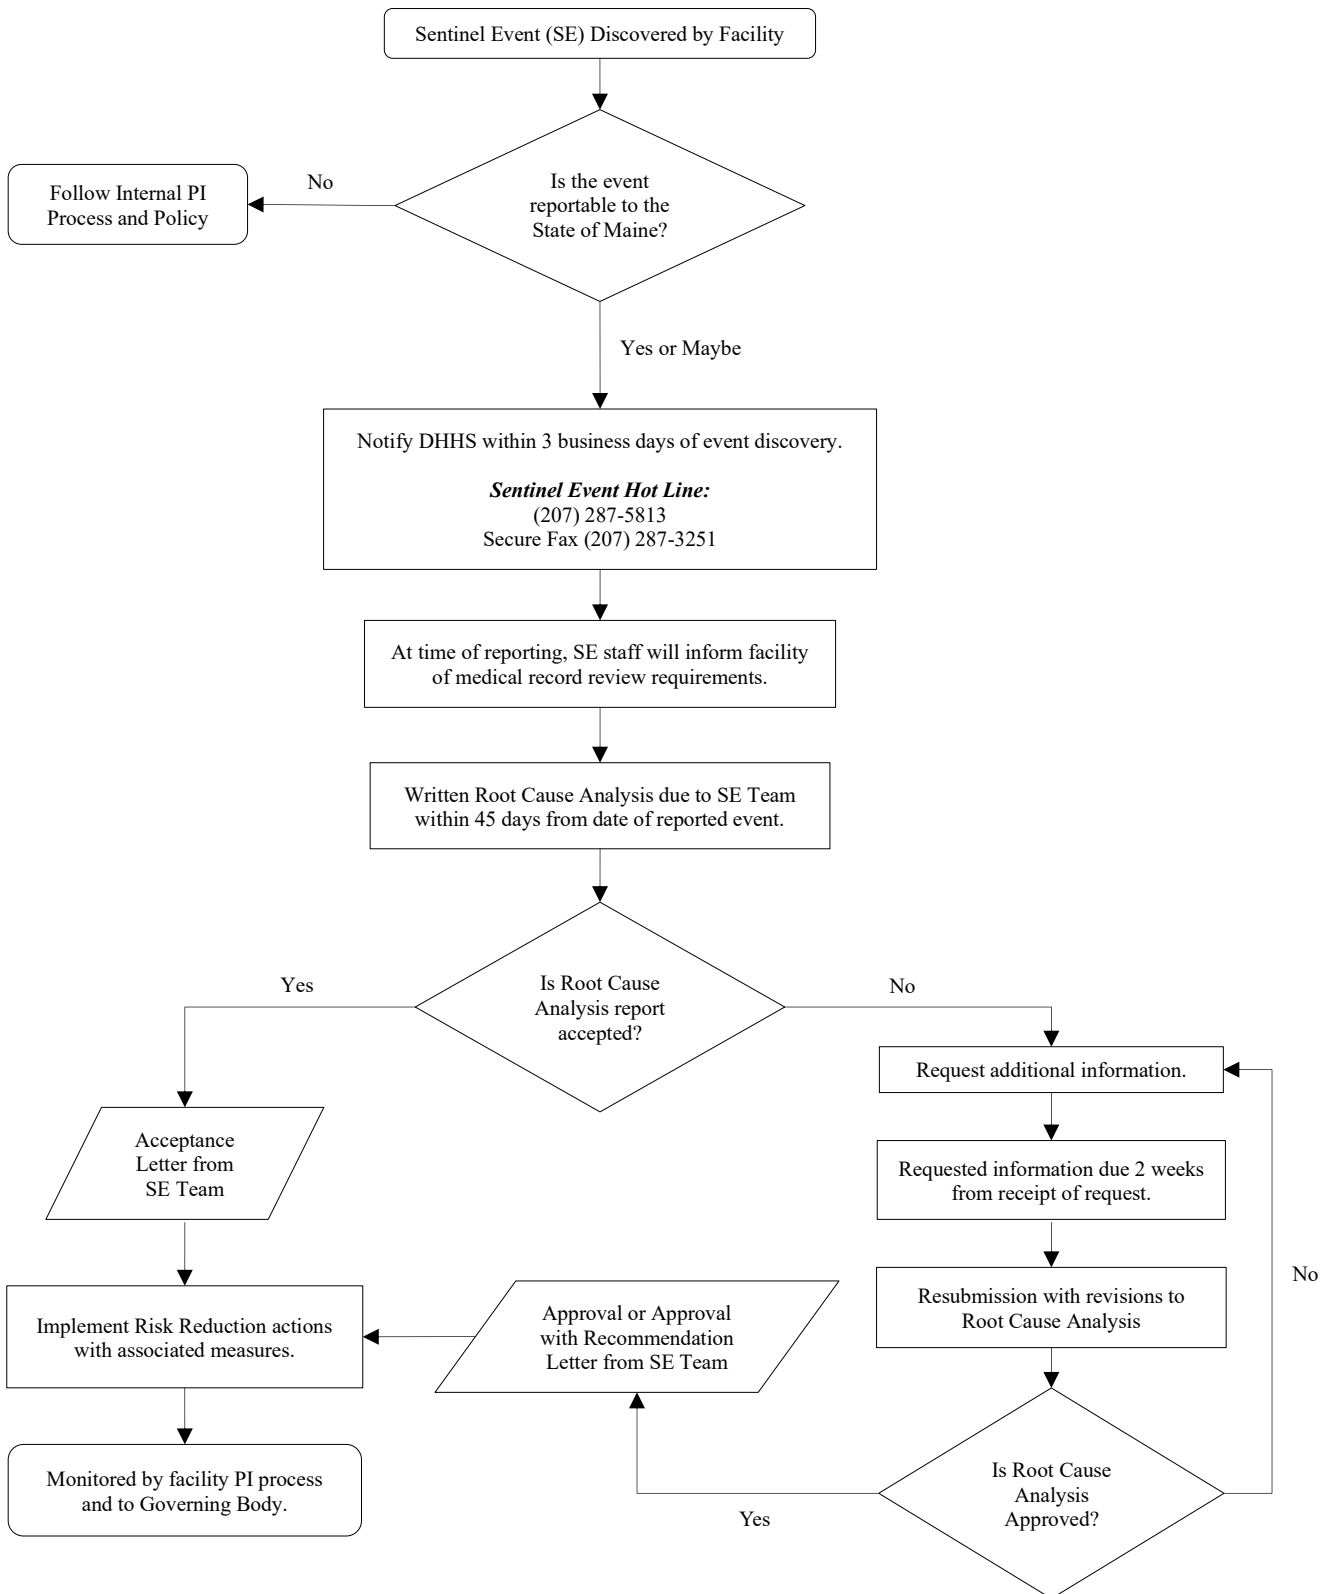 Sentinel Event (SE) Discovered by Facility
Is the event
reportable to the
State of Maine?
No
Follow Internal PI
Process and Policy
Yes or Maybe
Notify DHHS within 3 business days of event discovery.
Sentinel Event Hot Line:
(207) 287-5813
Secure Fax (207) 287-3251
At time of reporting, SE staff will inform facility
of medical record review requirements.
Written Root Cause Analysis due to SE Team
within 45 days from date of reported event.
Is Root Cause
Analysis report
accepted?
Yes
No
Acceptance
Letter from
SE Team
Request additional information.
Requested information due 2 weeks
from receipt of request.
Resubmission with revisions to
Root Cause Analysis
No
Implement Risk Reduction actions
with associated measures.
Approval or Approval
with Recommendation
Letter from SE Team
Monitored by facility PI process
and to Governing Body.
Yes
Is Root Cause
Analysis
Approved?